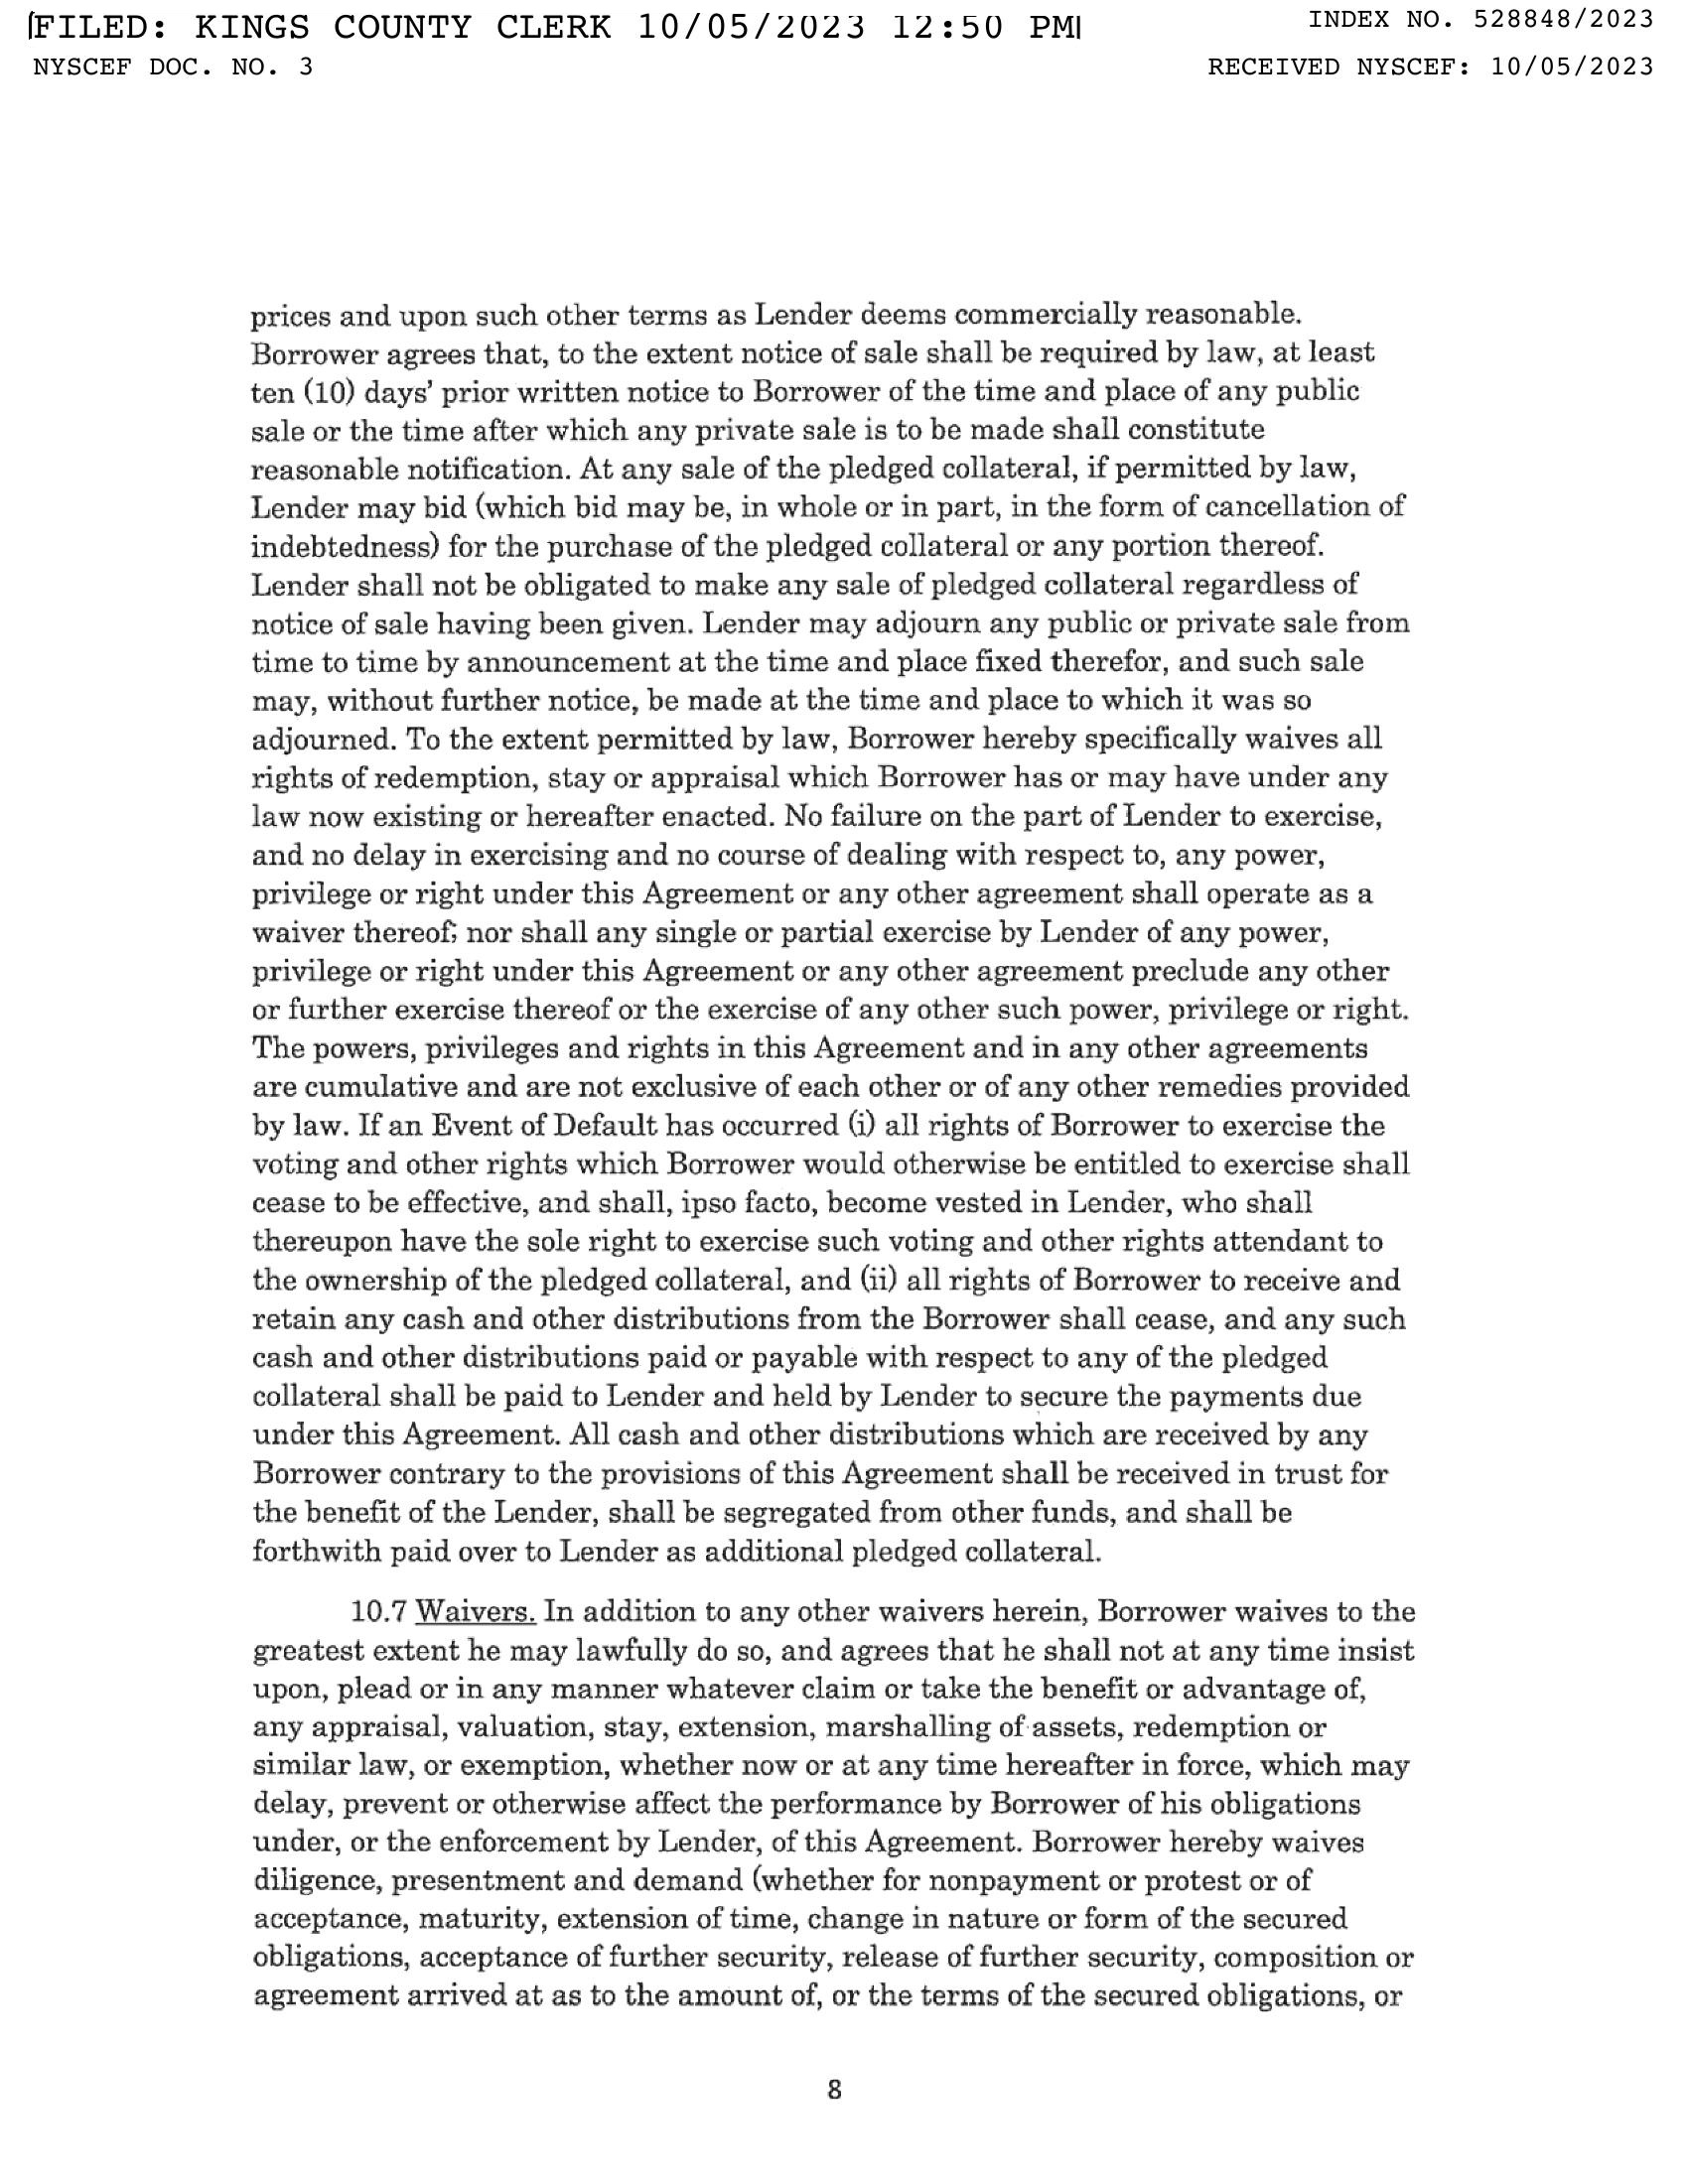 FILED: KINGS COUNTY CLERK 10/05/2023 12:50 PM
INDEX NO. 528848/2023
NYSCEF DOC. NO. 3
RECEIVED NYSCEF: 10/05/2023
prices and upon such other terms as Lender deems commercially reasonable.
Borrower agrees that, to the extent notice of sale shall be required by law, at least
ten (10) days’ prior written notice to Borrower of the time and place of any public
sale or the time after which any private sale is to be made shall constitute
reasonable notification. At any sale of the pledged collateral, if permitted by law,
Lender may bid (which bid may be, in whole or in part, in the form of cancellation of
indebtedness) for the purchase of the pledged collateral or any portion thereof.
Lender shall not be obligated to make any sale of pledged collateral regardless of
notice of sale having been given. Lender may adjourn any public or private sale from
time to time by announcement at the time and place fixed therefor, and such sale
may, without further notice, be made at the time and place to which it was so
adjourned. To the extent permitted by law, Borrower hereby specifically waives all
rights of redemption, stay or appraisal which Borrower has or may have under any
law now existing or hereafter enacted. No failure on the part of Lender to exercise,
and no delay in exercising and no course of dealing with respect to, any power,
privilege or right under this Agreement or any other agreement shall operate as a
waiver thereof; nor shall any single or partial exercise by Lender of any power,
privilege or right under this Agreement or any other agreement preclude any other
or further exercise thereof or the exercise of any other such power, privilege or right.
The powers, privileges and rights in this Agreement and in any other agreements
are cumulative and are not exclusive of each other or of any other remedies provided
by law. If an Event of Default has occurred (i) all rights of Borrower to exercise the
voting and other rights which Borrower would otherwise be entitled to exercise shall
cease to be effective, and shall, ipso facto, become vested in Lender, who shall
thereupon have the sole right to exercise such voting and other rights attendant to
the ownership of the pledged collateral, and (ii) all rights of Borrower to receive and
retain any cash and other distributions from the Borrower shall cease, and any such
cash and other distributions paid or payable with respect to any of the pledged
collateral shall be paid to Lender and held by Lender to secure the payments due
under this Agreement. All cash and other distributions which are received by any
Borrower contrary to the provisions of this Agreement shall be received in trust for
the benefit of the Lender, shall be segregated from other funds, and shall be
forthwith paid over to Lender as additional pledged collateral.
10.7 Waivers. In addition to any other waivers herein, Borrower waives to the
greatest extent he may lawfully do so, and agrees that he shall not at any time insist
upon, plead or in any manner whatever claim or take the benefit or advantage of,
any appraisal, valuation, stay, extension, marshalling of assets, redemption or
similar law, or exemption, whether now or at any time hereafter in force, which may
delay, prevent or otherwise affect the performance by Borrower of his obligations
under, or the enforcement by Lender, of this Agreement. Borrower hereby waives
diligence, presentment and demand (whether for nonpayment or protest or of
acceptance, maturity, extension of time, change in nature or form of the secured
obligations, acceptance of further security, release of further security, composition or
agreement arrived at as to the amount of, or the terms of the secured obligations, or
8